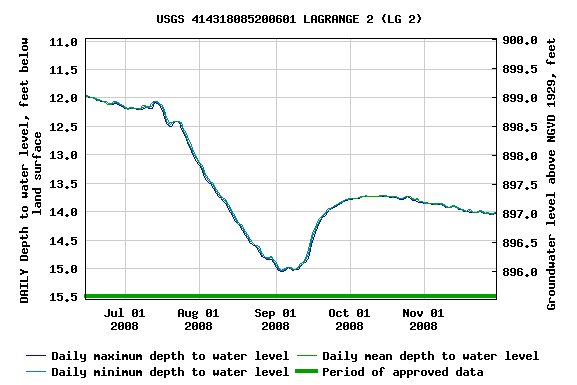 USGS 414318085200601 LAGRANGE 2 (LG 2)
DAILY Depth to water level, feet below
land surface
11.0
11.5
12.0
12.5
13.0
13.5
14.0
14.5
15.0
15.5
900.0
899.5
899.0
898.5
898.0
897.5
897.0
896.5
896.0
Groundwater level above NGVD 1929, feet
Jul 01 Aug 01 Sep 01 Oct 01 Nov 01
2008 2008 2008 2008 2008
Daily maximum depth to water level Daily mean depth to water level
Daily minimum depth to water level Period of approved data